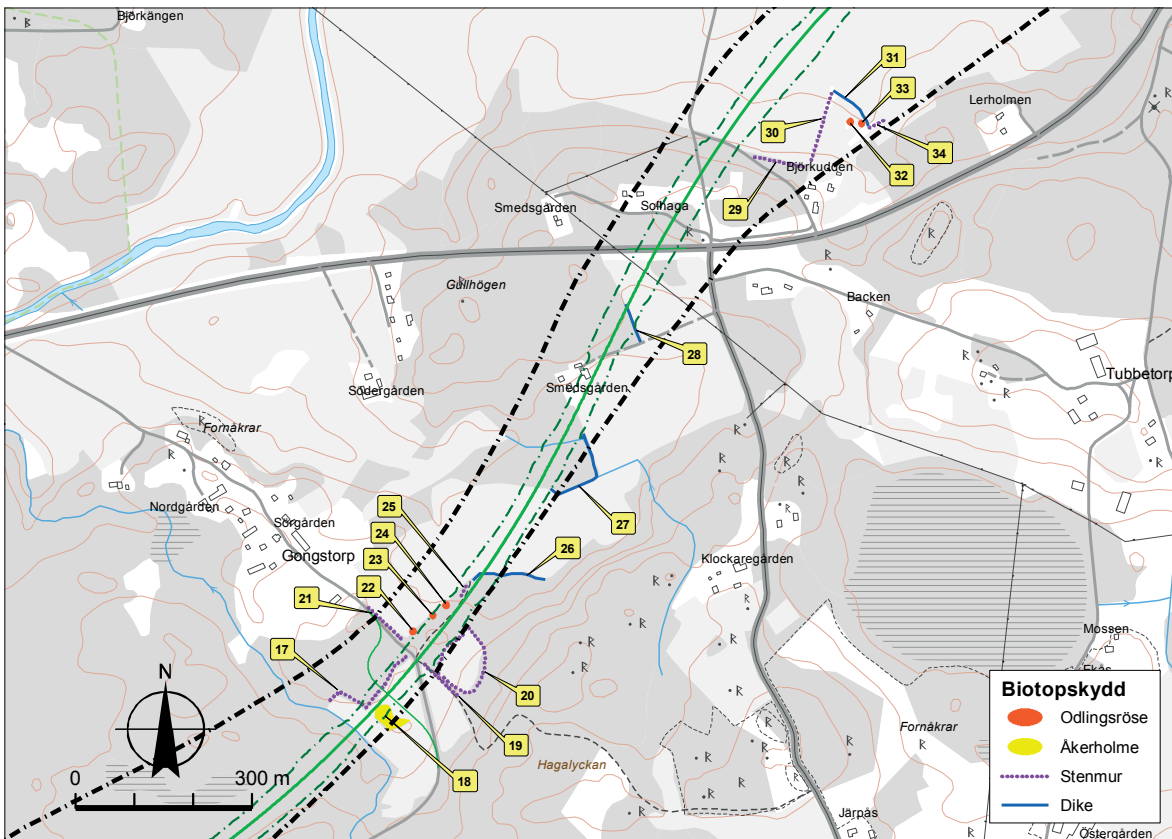 Björkängen
31
33
Lerholmen
30
34
32
Björkudden
29
Smedsgården
Solhaga
Gullhögen
Backen
28
Södergården
Smedsgården
Tubbetorp
Fornåkrar
25
24
23
22
21
27
26
Nordgården
Sörgården
Gongstorp
Klockaregården
17
20
19
18
N
0
300 m
Hagalyckan
Fornåkrar
Mossen
Ekås
Järpås
Östergården
H
Biotopskydd
Odlingsröse
Åkerholme
Stenmur
Dike